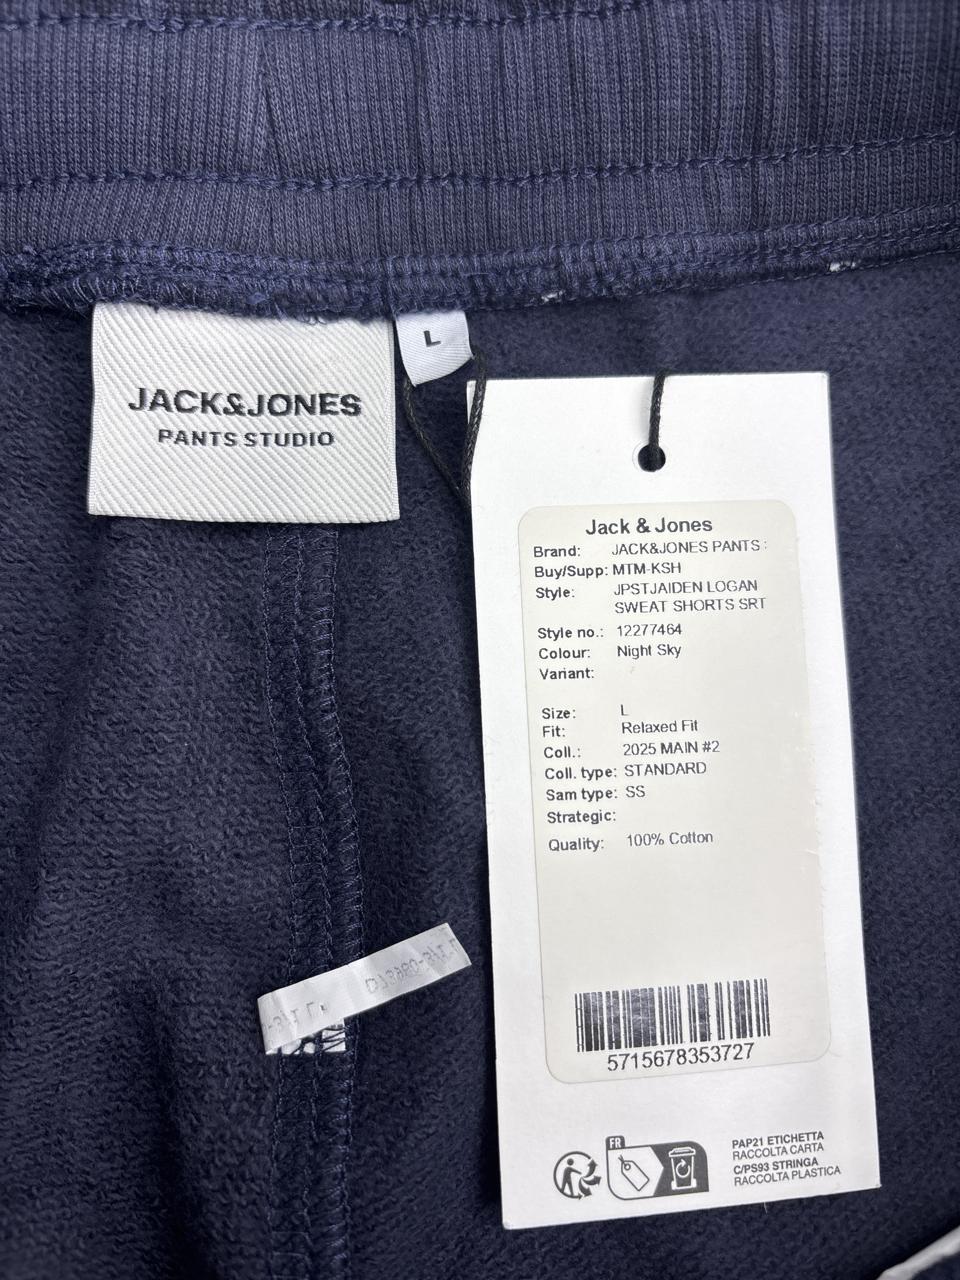 JACK&JONES
PANTS STUDIO
L
Jack & Jones
Brand: JACK&JONES PANTS
Buy/Supp: MTM-KSH
Style: JPSTJAIDEN LOGAN
SWEAT SHORTS SRT
Style no.: 12277464
Colour: Night Sky
Variant:
Size: L
Fit: Relaxed Fit
Coll.: 2025 MAIN #2
Coll. type: STANDARD
Sam type: SS
Strategic:
Quality: 100% Cotton
5715678353727
FR
PAP21 ETICHETTA
RACCOLTA CARTA
C/PS93 STRINGA
RACCOLTA PLASTICA